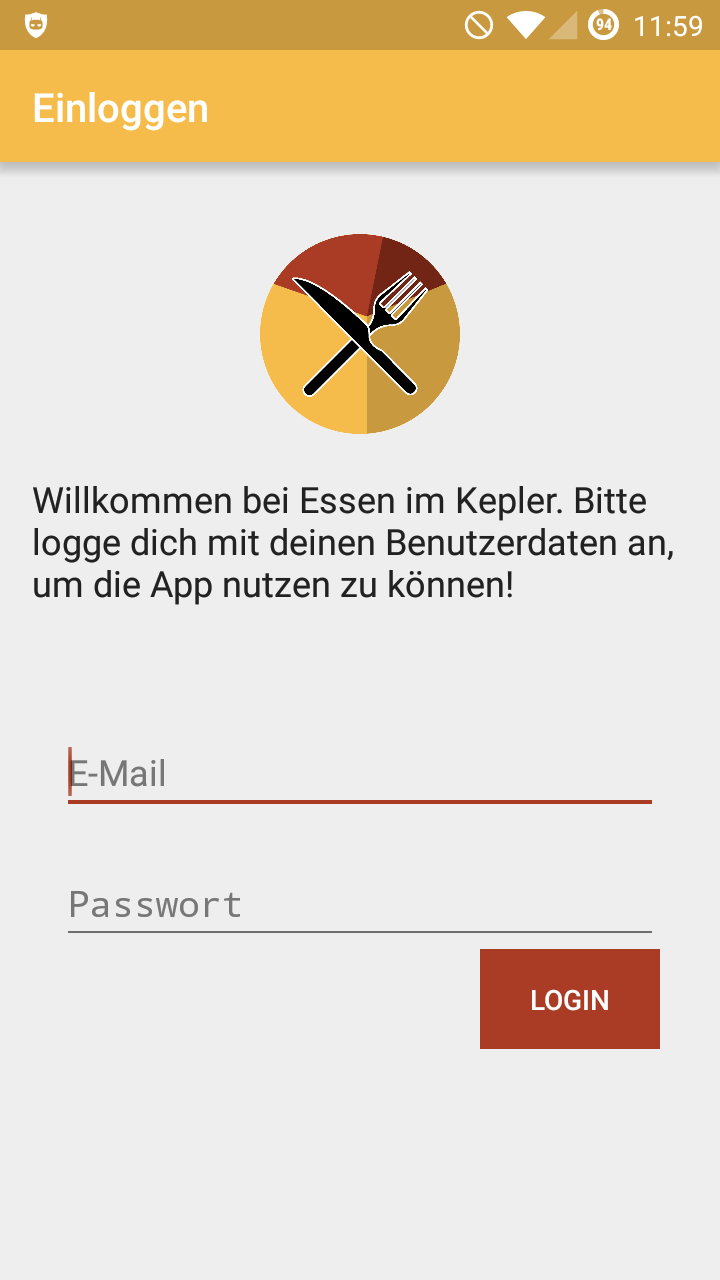 94 11:59
Einloggen
Willkommen bei Essen im Kepler. Bitte
logge dich mit deinen Benutzerdaten an,
um die App nutzen zu können!
E-Mail
Passwort
LOGIN